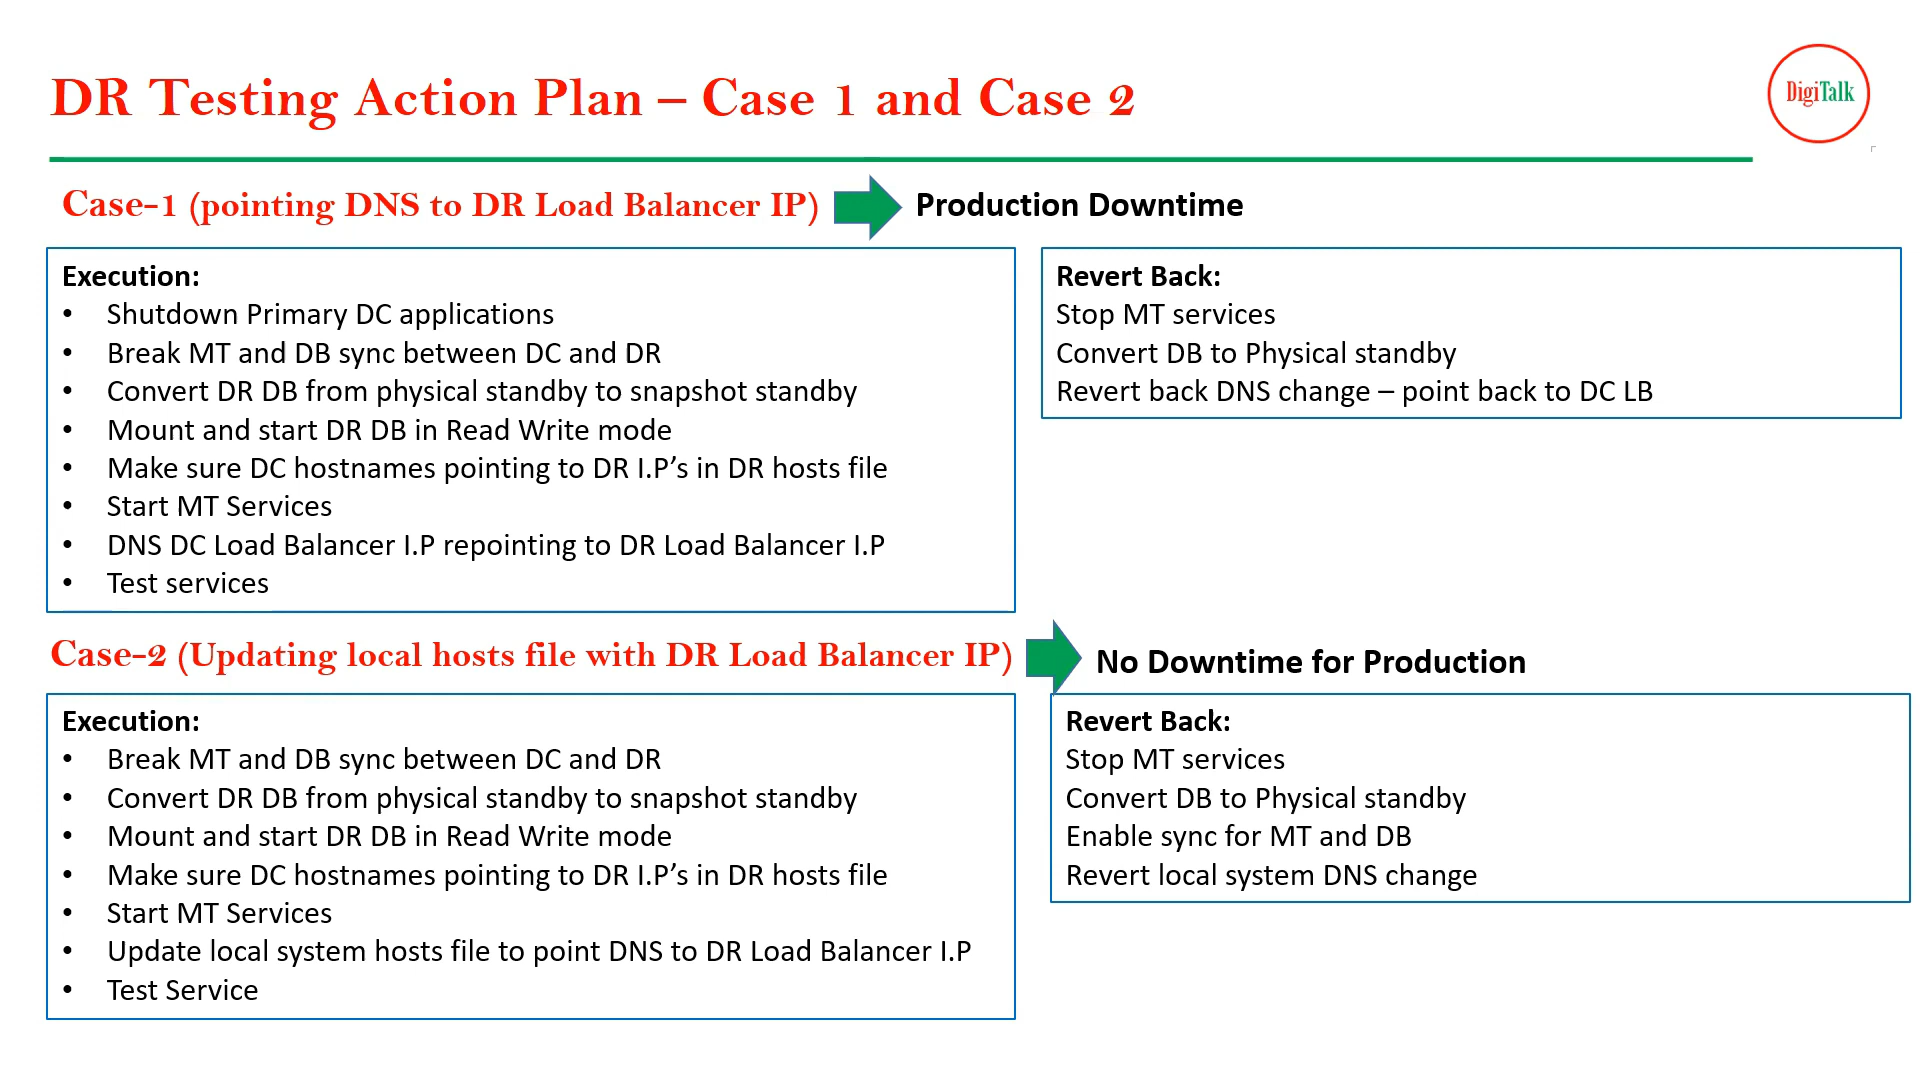 DR Testing Action Plan – Case 1 and Case 2
DigiTalk
Case-1 (pointing DNS to DR Load Balancer IP)
Production Downtime
Execution:
• Shutdown Primary DC applications
• Break MT and DB sync between DC and DR
• Convert DR DB from physical standby to snapshot standby
• Mount and start DR DB in Read Write mode
• Make sure DC hostnames pointing to DR I.P’s in DR hosts file
• Start MT Services
• DNS DC Load Balancer I.P repointing to DR Load Balancer I.P
• Test services
Revert Back:
Stop MT services
Convert DB to Physical standby
Revert back DNS change – point back to DC LB
Case-2 (Updating local hosts file with DR Load Balancer IP)
No Downtime for Production
Execution:
• Break MT and DB sync between DC and DR
• Convert DR DB from physical standby to snapshot standby
• Mount and start DR DB in Read Write mode
• Make sure DC hostnames pointing to DR I.P’s in DR hosts file
• Start MT Services
• Update local system hosts file to point DNS to DR Load Balancer I.P
• Test Service
Revert Back:
Stop MT services
Convert DB to Physical standby
Enable sync for MT and DB
Revert local system DNS change